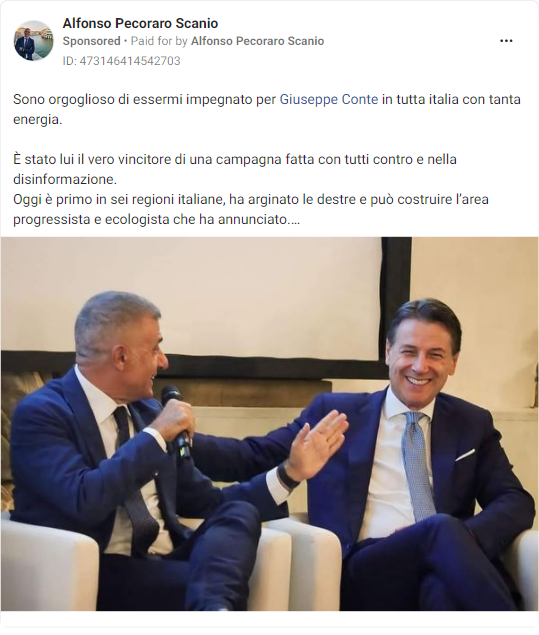 Alfonso Pecoraro Scanio
Sponsored • Paid for by Alfonso Pecoraro Scanio
ID: 473146414542703
Sono orgoglioso di essermi impegnato per Giuseppe Conte in tutta italia con tanta
energia.
È stato lui il vero vincitore di una campagna fatta con tutti contro e nella
disinformazione.
Oggi è primo in sei regioni italiane, ha arginato le destre e può costruire l'area
progressista e ecologista che ha annunciato....